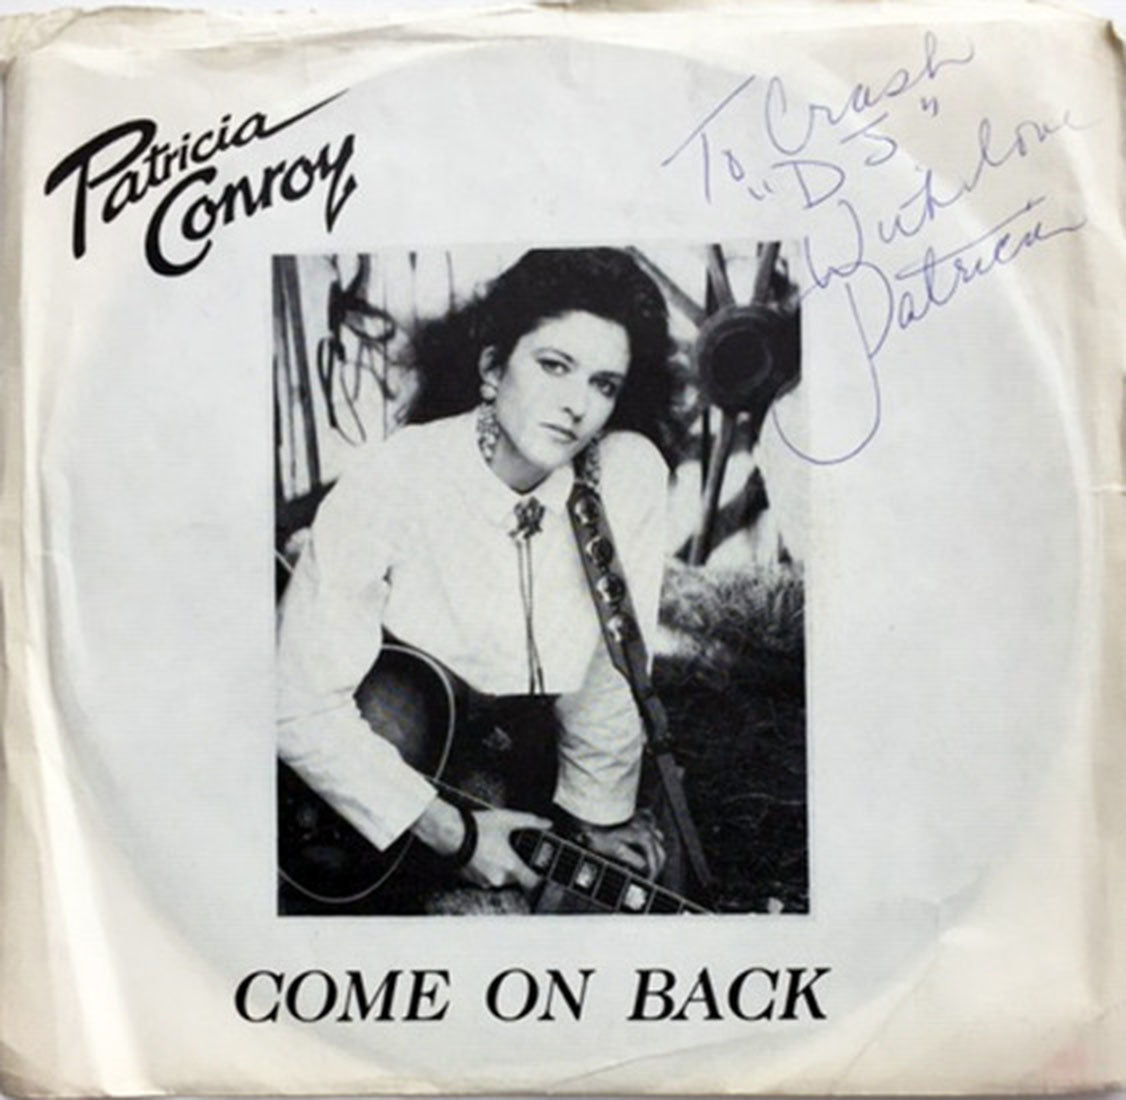 Patricia
Conroy
To Crash
"DJ"
With love
Patricia
COME ON BACK